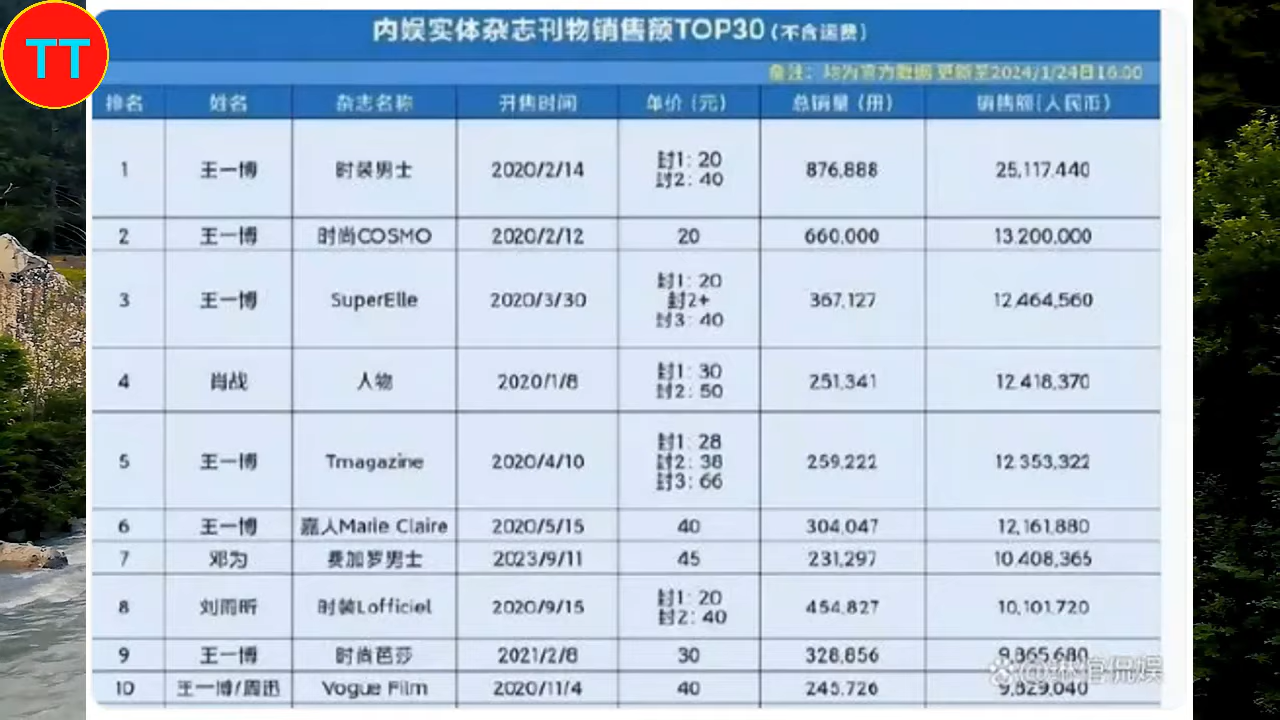 TT
内娱实体杂志刊物销售额TOP30(不含运费)
备注：均为官方数据 更新至2024/1/24日16:00
排名 姓名 杂志名称 开售时间 单价(元) 总销量(册) 销售额(人民币)
1 王一博 时装男士 2020/2/14 封1: 20 封2: 40 876,888 25,117,440
2 王一博 时尚COSMO 2020/2/12 20 660,000 13,200,000
3 王一博 SuperElle 2020/3/30 封1: 20 封2+ 封3: 40 367,127 12,464,560
4 肖战 人物 2020/1/8 封1: 30 封2: 50 251,341 12,418,370
5 王一博 Tmagazine 2020/4/10 封1: 28 封2: 38 封3: 66 259,222 12,353,322
6 王一博 嘉人Marie Claire 2020/5/15 40 304,047 12,161,880
7 邓为 费加罗男士 2023/9/11 45 231,297 10,408,365
8 刘雨昕 时装Lofficiel 2020/9/15 封1: 20 封2: 40 454,827 10,101,720
9 王一博 时尚芭莎 2021/2/8 30 328,856 9,865,680
10 王一博/周迅 Vogue Film 2020/11/4 40 245,726 9,829,040